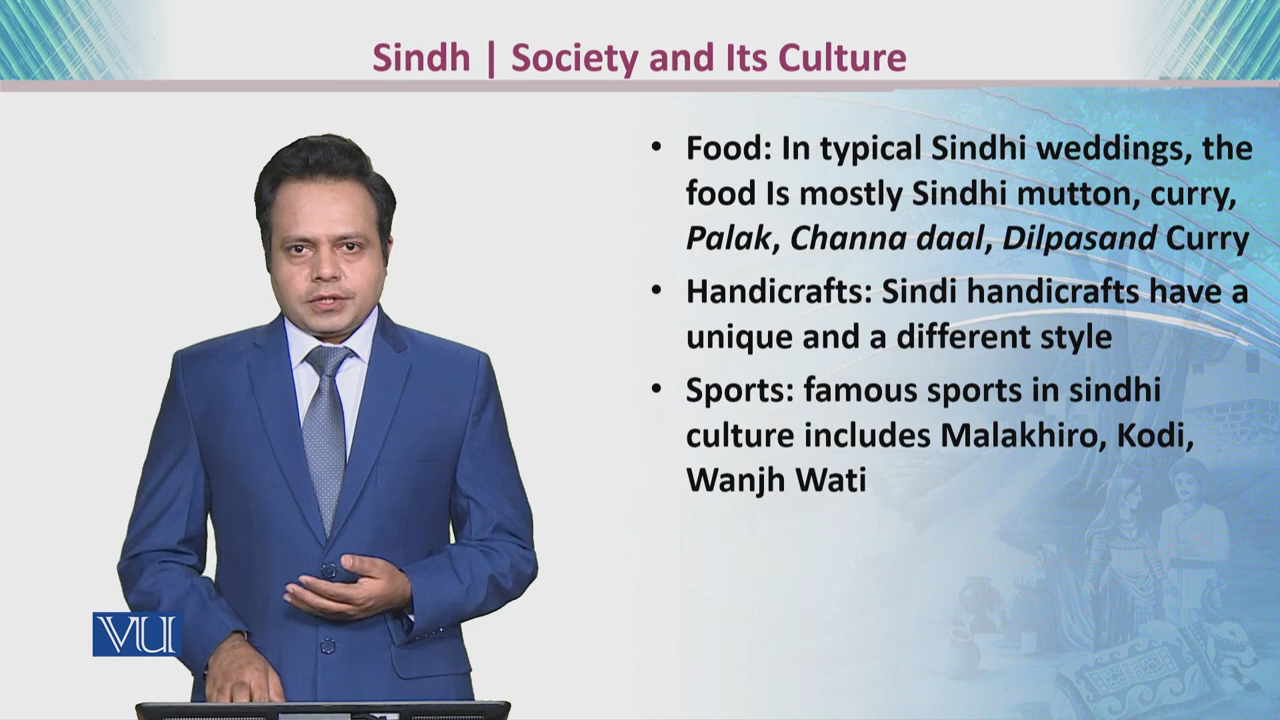 Sindh | Society and Its Culture
• Food: In typical Sindhi weddings, the
food Is mostly Sindhi mutton, curry,
Palak, Channa daal, Dilpasand Curry
• Handicrafts: Sindi handicrafts have a
unique and a different style
• Sports: famous sports in sindhi
culture includes Malakhiro, Kodi,
Wanjh Wati
VU